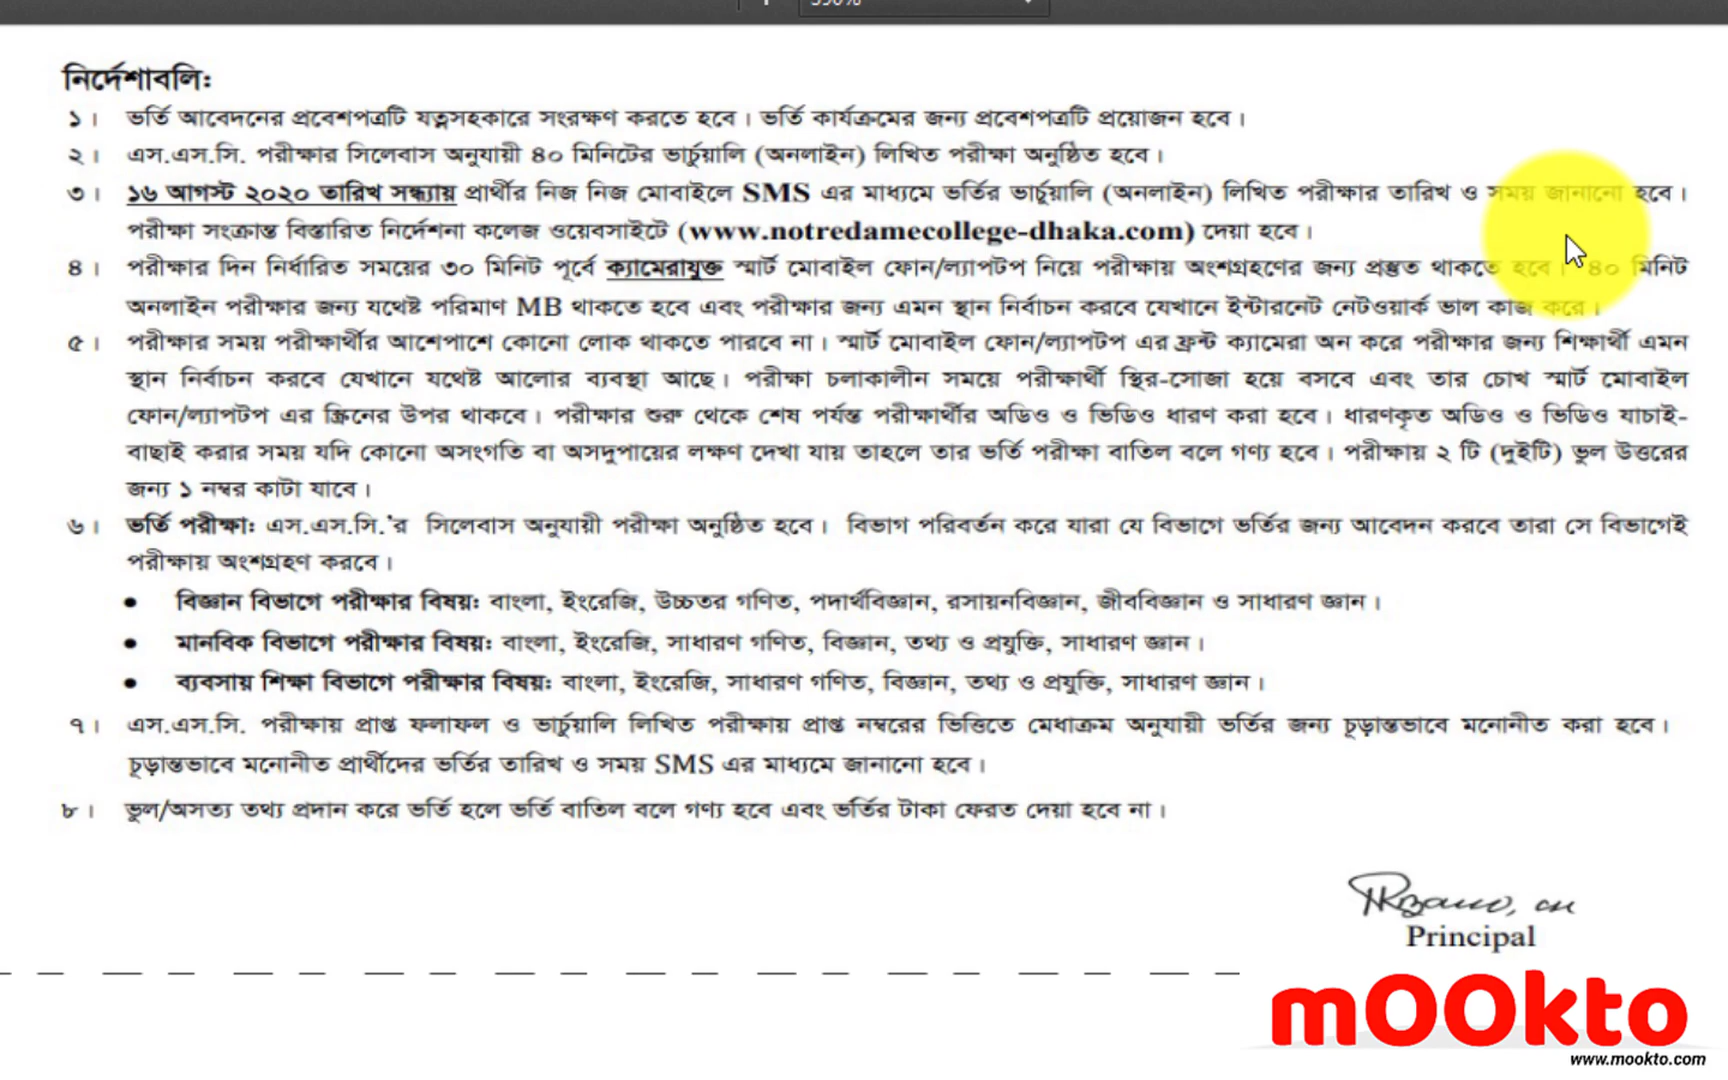 নির্দেশাবলি:
১। ভর্তি আবেদনের প্রবেশপত্রটি যত্নসহকারে সংরক্ষণ করতে হবে। ভর্তি কার্যক্রমের জন্য প্রবেশপত্রটি প্রয়োজন হবে।
২। এস.এস.সি. পরীক্ষার সিলেবাস অনুযায়ী ৪০ মিনিটের ভার্চুয়ালি (অনলাইন) লিখিত পরীক্ষা অনুষ্ঠিত হবে।
৩। ১৬ আগস্ট ২০২০ তারিখ সন্ধ্যায় প্রার্থীর নিজ নিজ মোবাইলে SMS এর মাধ্যমে ভর্তির ভার্চুয়ালি (অনলাইন) লিখিত পরীক্ষার তারিখ ও সময় জানানো হবে।
পরীক্ষা সংক্রান্ত বিস্তারিত নির্দেশনা কলেজ ওয়েবসাইটে (www.notredamecollege-dhaka.com) দেয়া হবে।
৪। পরীক্ষার দিন নির্ধারিত সময়ের ৩০ মিনিট পূর্বে ক্যামেরাযুক্ত স্মার্ট মোবাইল ফোন/ল্যাপটপ নিয়ে পরীক্ষায় অংশগ্রহণের জন্য প্রস্তুত থাকতে হবে। ৪০ মিনিট
অনলাইন পরীক্ষার জন্য যথেষ্ট পরিমাণ MB থাকতে হবে এবং পরীক্ষার জন্য এমন স্থান নির্বাচন করবে যেখানে ইন্টারনেট নেটওয়ার্ক ভাল কাজ করে।
৫। পরীক্ষার সময় পরীক্ষার্থীর আশেপাশে কোনো লোক থাকতে পারবে না। স্মার্ট মোবাইল ফোন/ল্যাপটপ এর ফ্রন্ট ক্যামেরা অন করে পরীক্ষার জন্য শিক্ষার্থী এমন
স্থান নির্বাচন করবে যেখানে যথেষ্ট আলোর ব্যবস্থা আছে। পরীক্ষা চলাকালীন সময়ে পরীক্ষার্থী স্থির-সোজা হয়ে বসবে এবং তার চোখ স্মার্ট মোবাইল
ফোন/ল্যাপটপ এর স্ক্রিনের উপর থাকবে। পরীক্ষার শুরু থেকে শেষ পর্যন্ত পরীক্ষার্থীর অডিও ও ভিডিও ধারণ করা হবে। ধারণকৃত অডিও ও ভিডিও যাচাই-
বাছাই করার সময় যদি কোনো অসংগতি বা অসদুপায়ের লক্ষণ দেখা যায় তাহলে তার ভর্তি পরীক্ষা বাতিল বলে গণ্য হবে। পরীক্ষায় ২ টি (দুইটি) ভুল উত্তরের
জন্য ১ নম্বর কাটা যাবে।
৬। ভর্তি পরীক্ষা: এস.এস.সি.'র সিলেবাস অনুযায়ী পরীক্ষা অনুষ্ঠিত হবে। বিভাগ পরিবর্তন করে যারা যে বিভাগে ভর্তির জন্য আবেদন করবে তারা সে বিভাগেই
পরীক্ষায় অংশগ্রহণ করবে।
• বিজ্ঞান বিভাগে পরীক্ষার বিষয়: বাংলা, ইংরেজি, উচ্চতর গণিত, পদার্থবিজ্ঞান, রসায়নবিজ্ঞান, জীববিজ্ঞান ও সাধারণ জ্ঞান।
• মানবিক বিভাগে পরীক্ষার বিষয়: বাংলা, ইংরেজি, সাধারণ গণিত, বিজ্ঞান, তথ্য ও প্রযুক্তি, সাধারণ জ্ঞান।
• ব্যবসায় শিক্ষা বিভাগে পরীক্ষার বিষয়: বাংলা, ইংরেজি, সাধারণ গণিত, বিজ্ঞান, তথ্য ও প্রযুক্তি, সাধারণ জ্ঞান।
৭। এস.এস.সি. পরীক্ষায় প্রাপ্ত ফলাফল ও ভার্চুয়ালি লিখিত পরীক্ষায় প্রাপ্ত নম্বরের ভিত্তিতে মেধাক্রম অনুযায়ী ভর্তির জন্য চূড়ান্তভাবে মনোনীত করা হবে।
চূড়ান্তভাবে মনোনীত প্রার্থীদের ভর্তির তারিখ ও সময় SMS এর মাধ্যমে জানানো হবে।
৮। ভুল/অসত্য তথ্য প্রদান করে ভর্তি হলে ভর্তি বাতিল বলে গণ্য হবে এবং ভর্তির টাকা ফেরত দেয়া হবে না।
Principal
mOOkto
www.mookto.com